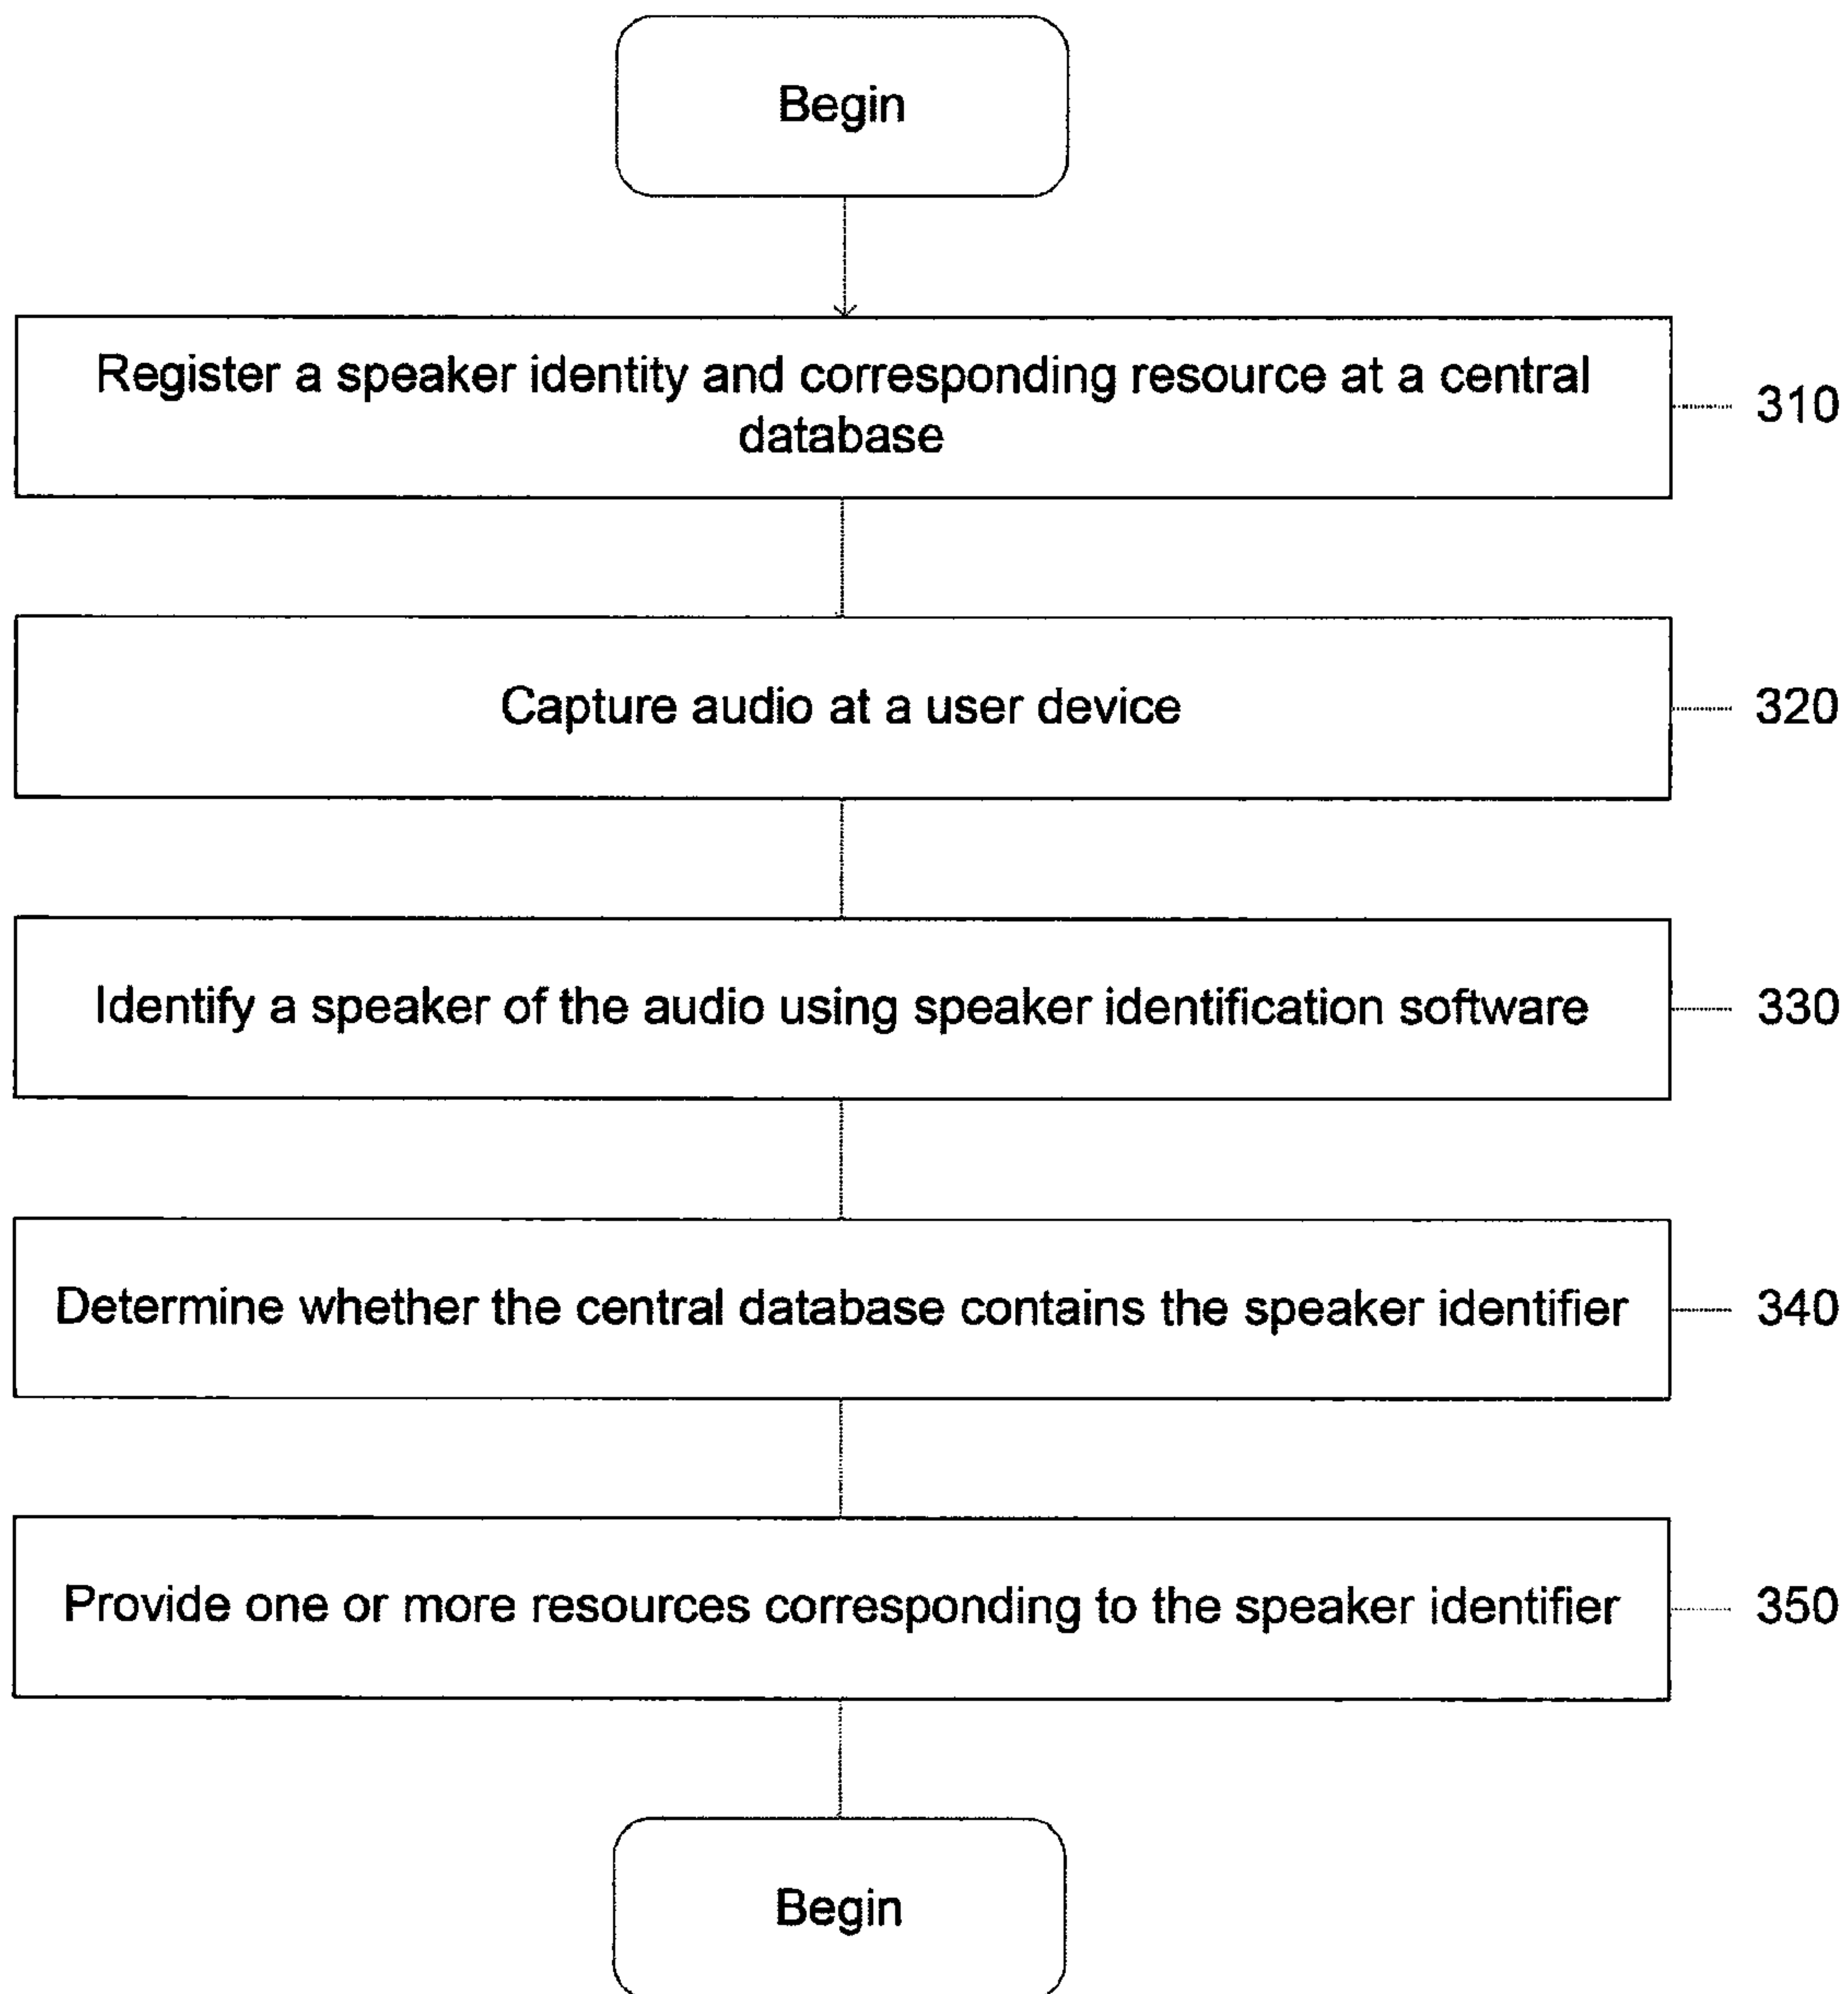 Begin
Register a speaker identity and corresponding resource at a central
database
310
Capture audio at a user device
320
Identify a speaker of the audio using speaker identification software
330
Determine whether the central database contains the speaker identifier
340
Provide one or more resources corresponding to the speaker identifier
350
Begin